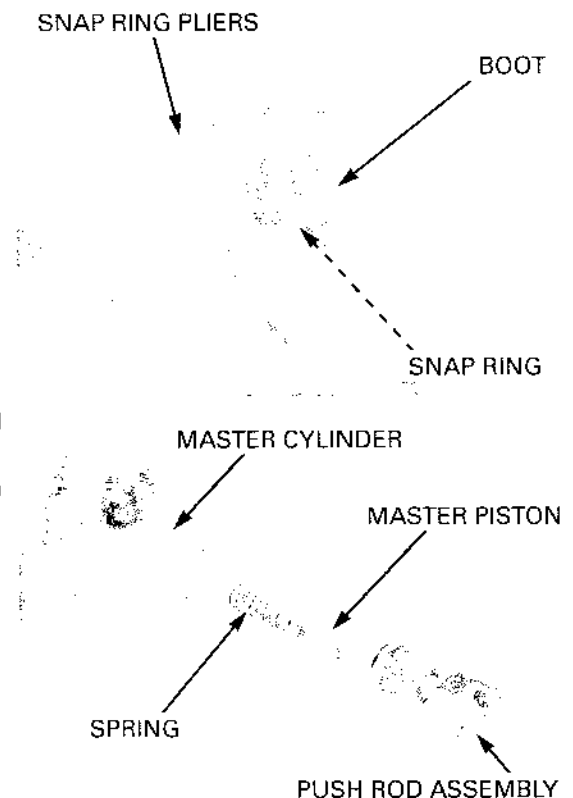 SNAP RING PLIERS
BOOT
SNAP RING
MASTER CYLINDER
MASTER PISTON
SPRING
PUSH ROD ASSEMBLY